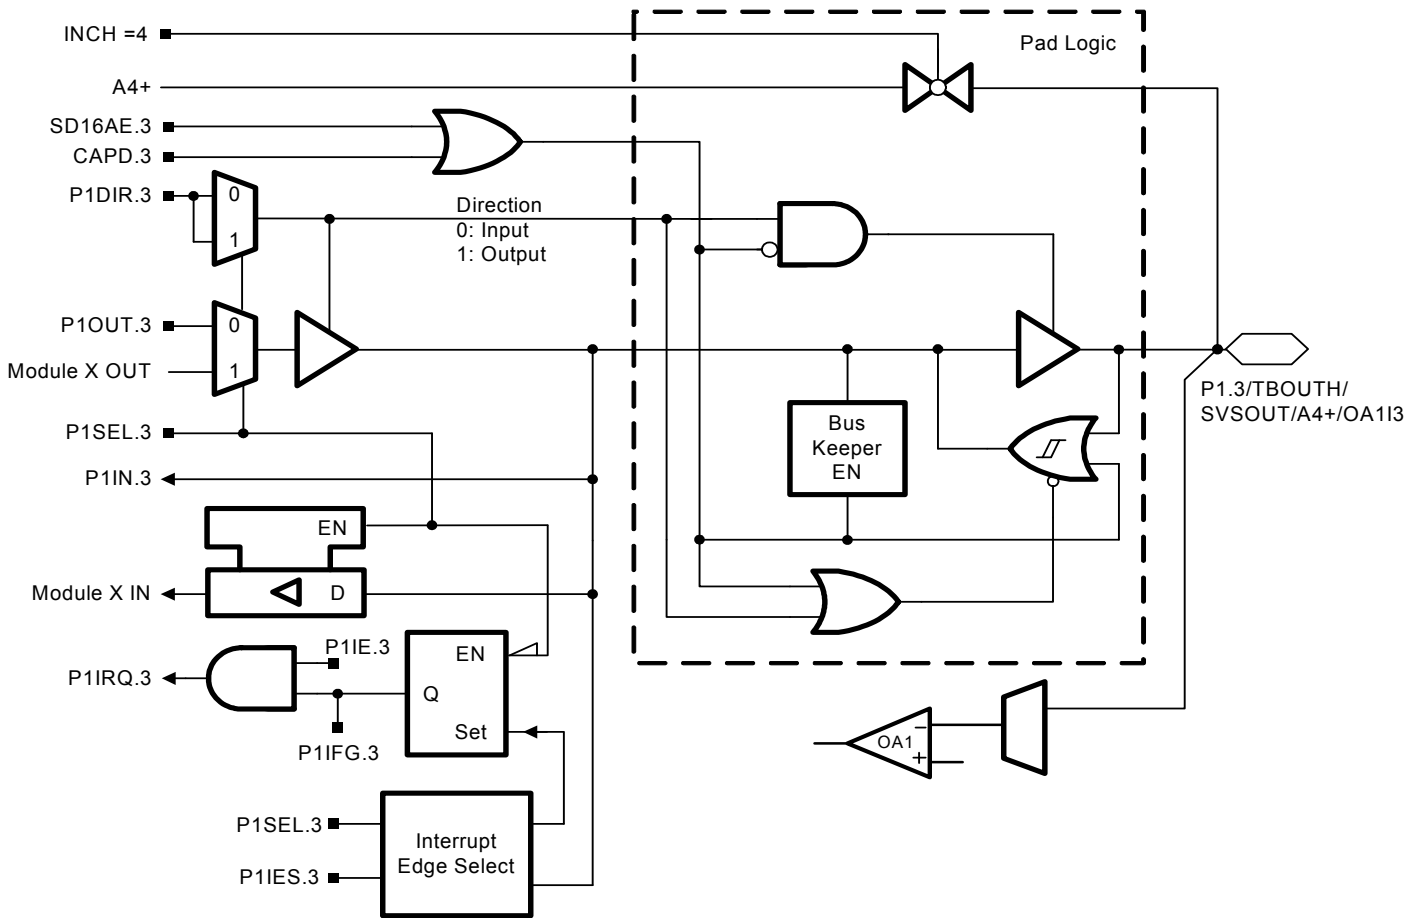 INCH =4
Pad Logic
A4+
SD16AE.3
CAPD.3
P1DIR.3
0
1
Direction
0: Input
1: Output
P1OUT.3
0
Module X OUT
1
P1.3/TBOUTH/
SVSOUT/A4+/OA1I3
P1SEL.3
Bus
Keeper
EN
P1IN.3
EN
Module X IN
D
P1IE.3
EN
P1IRQ.3
Q
Set
P1IFG.3
OA1
−
+
P1SEL.3
Interrupt
Edge Select
P1IES.3